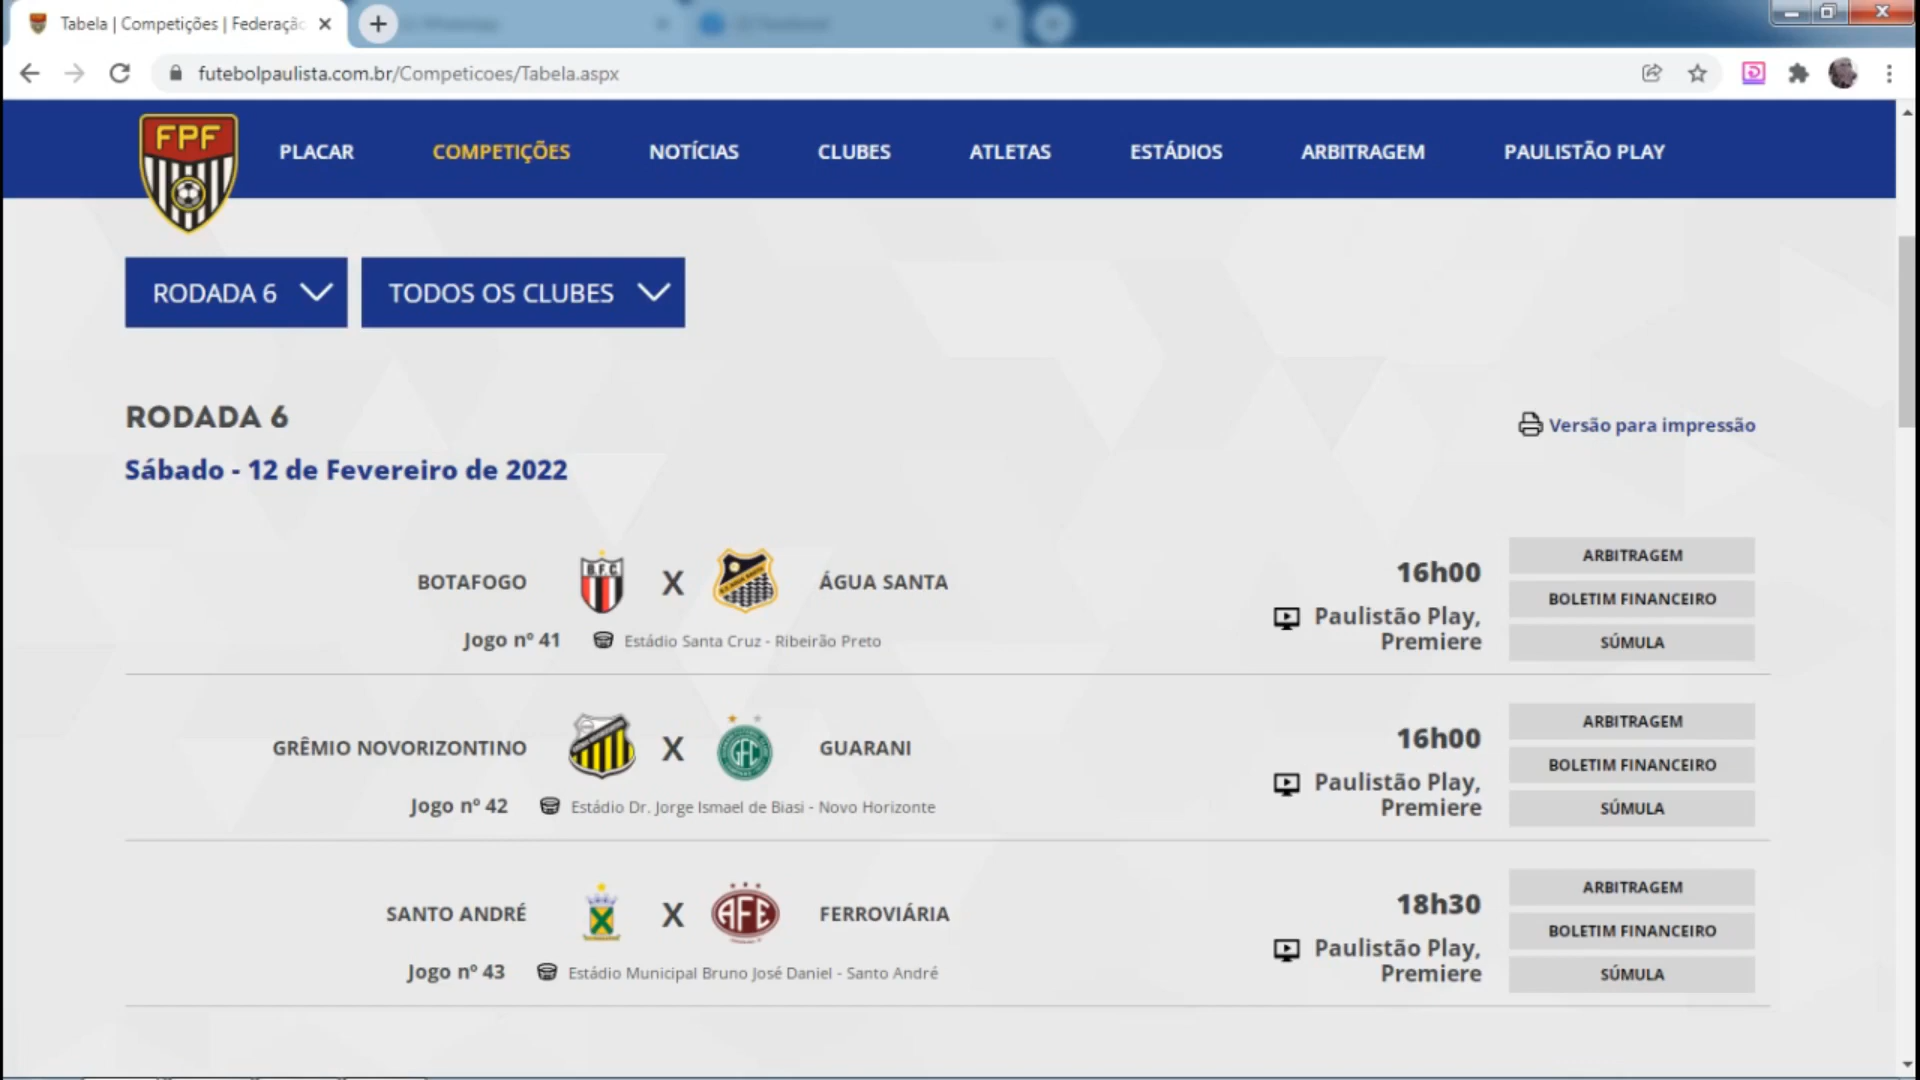 Tabela | Competições | Federação
futebolpaulista.com.br/Competicoes/Tabela.aspx
FPF
PLACAR COMPETIÇÕES NOTÍCIAS CLUBES ATLETAS ESTÁDIOS ARBITRAGEM PAULISTÃO PLAY
RODADA 6 TODOS OS CLUBES
RODADA 6
Versão para impressão
Sábado - 12 de Fevereiro de 2022
BOTAFOGO B.F.C X ÁGUA SANTA
Jogo nº 41 Estádio Santa Cruz - Ribeirão Preto
16h00
Paulistão Play,
Premiere
ARBITRAGEM
BOLETIM FINANCEIRO
SÚMULA
GRÊMIO NOVORIZONTINO X GFC GUARANI
Jogo nº 42 Estádio Dr. Jorge Ismael de Biasi - Novo Horizonte
16h00
Paulistão Play,
Premiere
ARBITRAGEM
BOLETIM FINANCEIRO
SÚMULA
SANTO ANDRÉ X AFE FERROVIÁRIA
Jogo nº 43 Estádio Municipal Bruno José Daniel - Santo André
18h30
Paulistão Play,
Premiere
ARBITRAGEM
BOLETIM FINANCEIRO
SÚMULA